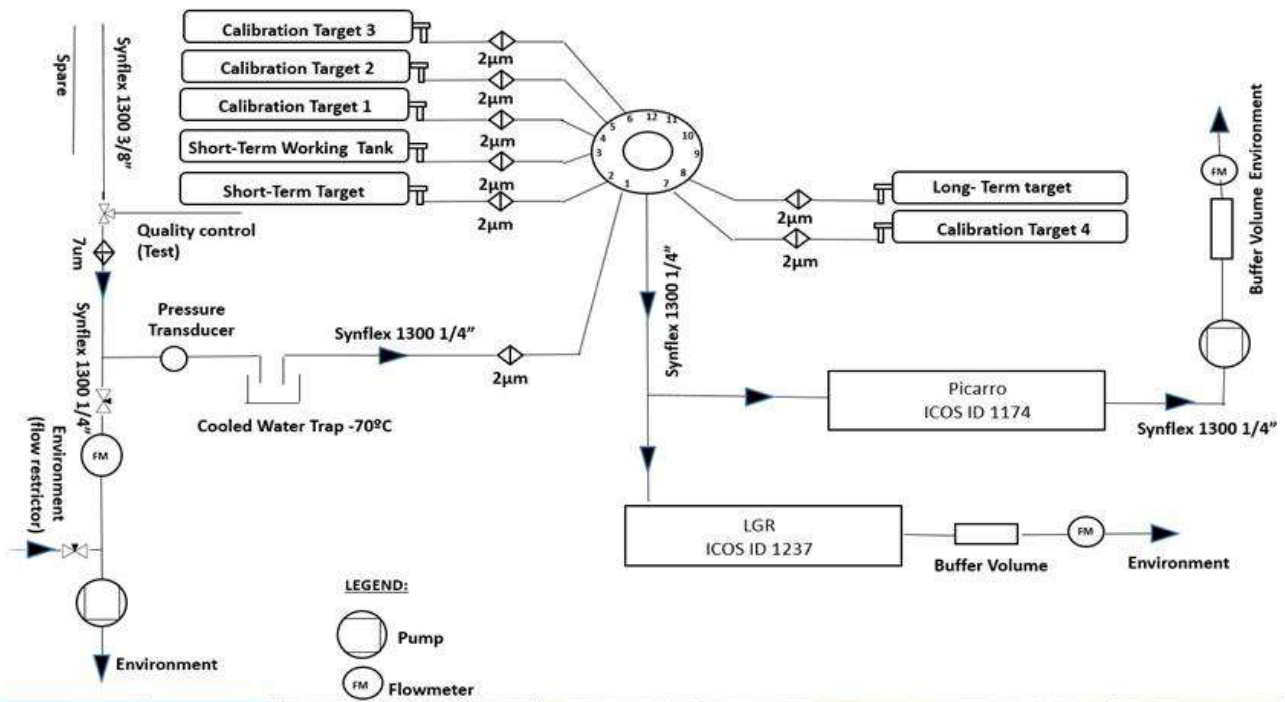 Spare
Synflex 1300 3/8”
Calibration Target 3
2µm
Calibration Target 2
2µm
Calibration Target 1
2µm
Short-Term Working Tank
2µm
Short-Term Target
2µm
1
2
3
4
5
6
12
11
10
9
8
7
Long- Term target
2µm
Calibration Target 4
2µm
Quality control
(Test)
7um
Synflex 1300 1/4”
Pressure
Transducer
Cooled Water Trap -70ºC
Synflex 1300 1/4”
2µm
Synflex 1300 1/4”
Picarro
ICOS ID 1174
Synflex 1300 1/4”
Buffer Volume
FM
Environment
LGR
ICOS ID 1237
Buffer Volume
FM
Environment
FM
Environment
(flow restrictor)
Environment
LEGEND:
Pump
FM
Flowmeter